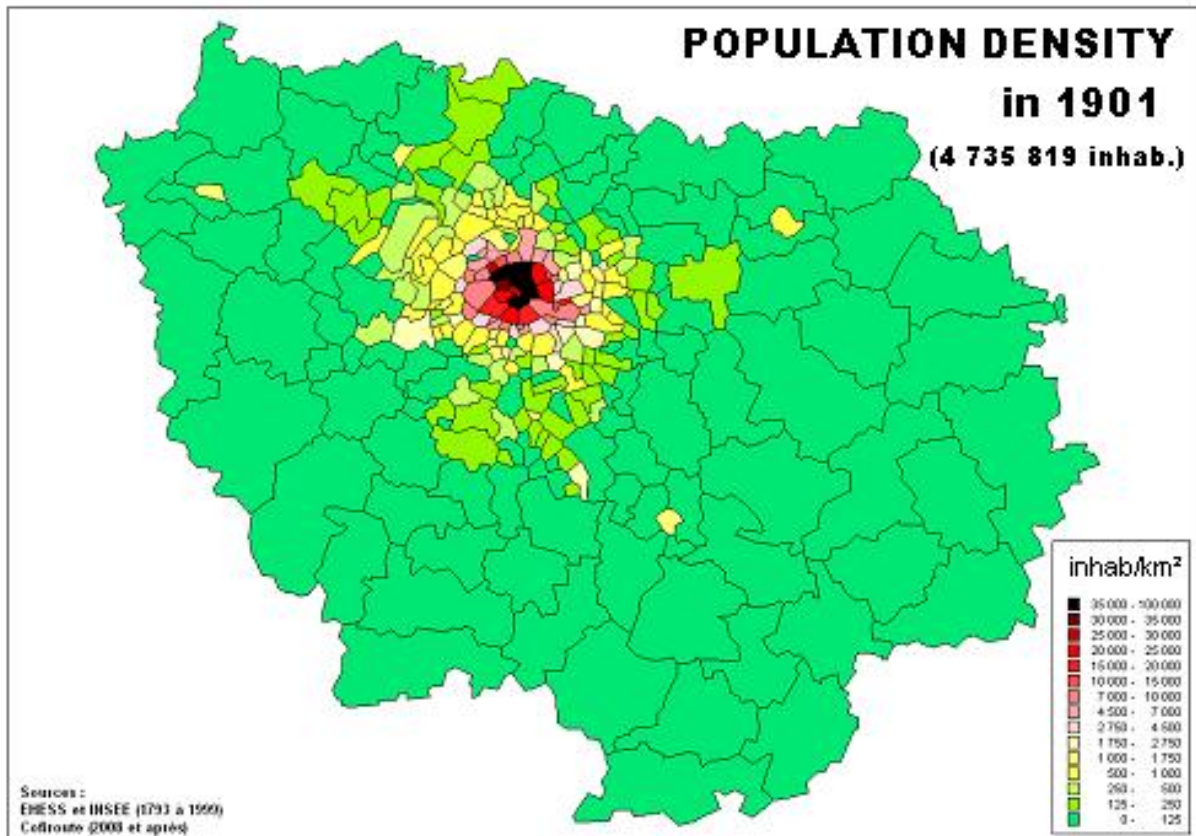 POPULATION DENSITY
in 1901
(4 735 819 inhab.)
inhab/km²
35 000 - 100 000
30 000 - 35 000
25 000 - 30 000
20 000 - 25 000
15 000 - 20 000
10 000 - 15 000
7 000 - 10 000
4 500 - 7 000
2 750 - 4 500
1 750 - 2 750
1 000 - 1 750
500 - 1 000
250 - 500
125 - 250
0 - 125
Sources :
EHESS et INSEE (1793 à 1999)
Cofiroute (2008 et après)